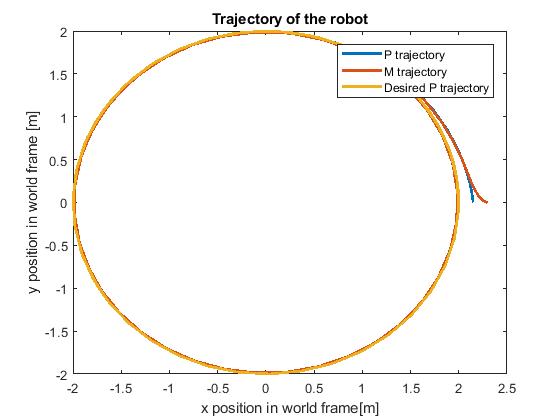 Trajectory of the robot
P trajectory
M trajectory
Desired P trajectory
y position in world frame [m]
2
1.5
1
0.5
0
-0.5
-1
-1.5
-2
-2 -1.5 -1 -0.5 0 0.5 1 1.5 2 2.5
x position in world frame[m]